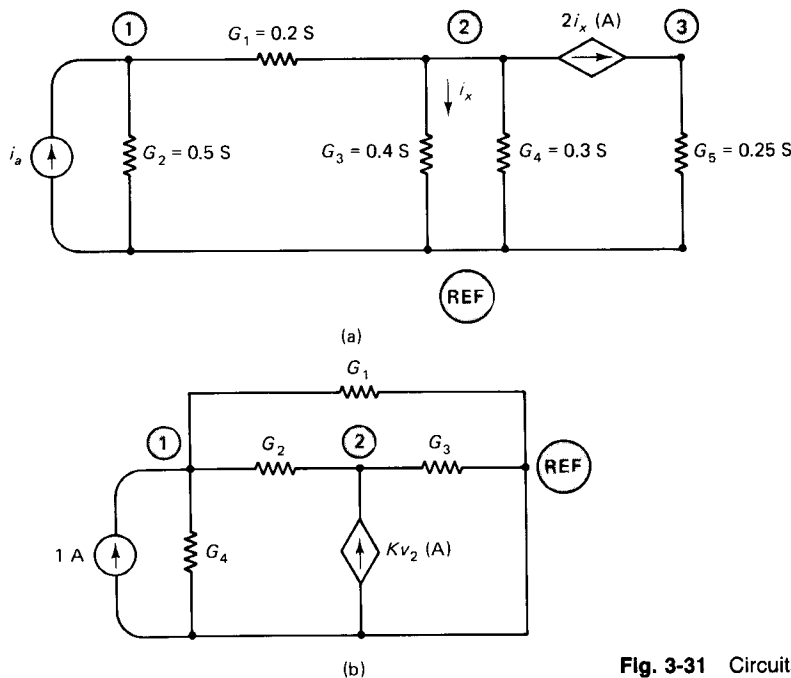 1
G₁ = 0.2 S
2
2iₓ (A)
3
iₓ
iₐ
G₂ = 0.5 S
G₃ = 0.4 S
G₄ = 0.3 S
G₅ = 0.25 S
REF
(a)
G₁
1
G₂
2
G₃
REF
1 A
G₄
Kv₂ (A)
(b)
Fig. 3-31 Circuit